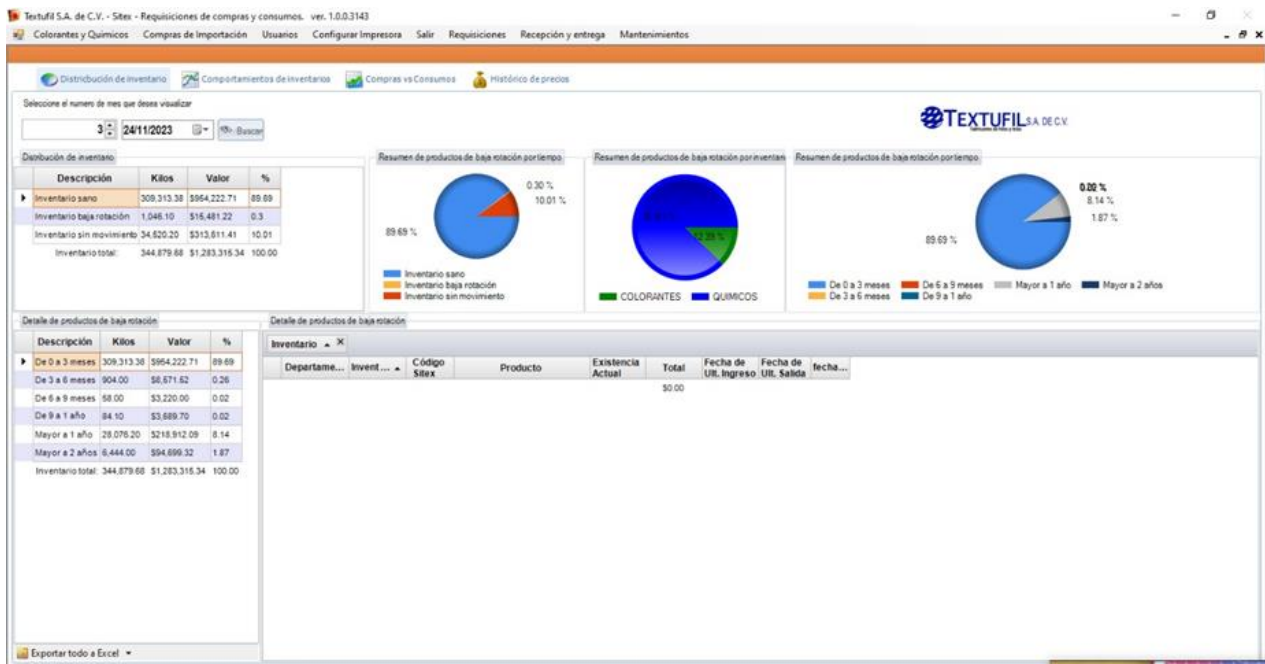 Textufil S.A. de C.V. - Sitex - Requisiciones de compras y consumos. ver. 1.0.0.3143
Colorantes y Quimicos Compras de Importación Usuarios Configurar Impresora Salir Requisiciones Recepción y entrega Mantenimientos
Distribución de inventario Comportamientos de inventarios Compras vs Consumos Histórico de precios
Seleccione el numero de mes que desea visualizar
3 24/11/2023 Buscar
TEXTUFIL S.A. DE C.V.
Distribución de inventario
Descripción Kilos Valor %
Inventario sano 309,313.38 $954,222.71 89.69
Inventario baja rotación 1,046.10 $15,481.22 0.3
Inventario sin movimiento 34,520.20 $313,611.41 10.01
Inventario total: 344,879.68 $1,283,315.34 100.00
Resumen de productos de baja rotación por tiempo
0.30 %
10.01 %
89.69 %
Inventario sano
Inventario baja rotación
Inventario sin movimiento
Resumen de productos de baja rotación por inventari
COLORANTES QUIMICOS
Resumen de productos de baja rotación por tiempo
8.14 %
1.87 %
89.69 %
De 0 a 3 meses De 6 a 9 meses Mayor a 1 año Mayor a 2 años
De 3 a 6 meses De 9 a 1 año
Detalle de productos de baja rotación
Descripción Kilos Valor %
De 0 a 3 meses 309,313.38 $954,222.71 89.69
De 3 a 6 meses 904.00 $8,571.52 0.26
De 6 a 9 meses 58.00 $3,220.00 0.02
De 9 a 1 año 84.10 $3,689.70 0.02
Mayor a 1 año 28,076.20 $218,912.09 8.14
Mayor a 2 años 6,444.00 $94,699.32 1.87
Inventario total: 344,879.68 $1,283,315.34 100.00
Detalle de productos de baja rotación
Inventario
Departame... Invent... Código Sitex Producto Existencia Actual Total Fecha de Ult. Ingreso Fecha de Ult. Salida fecha...
$0.00
Exportar todo a Excel